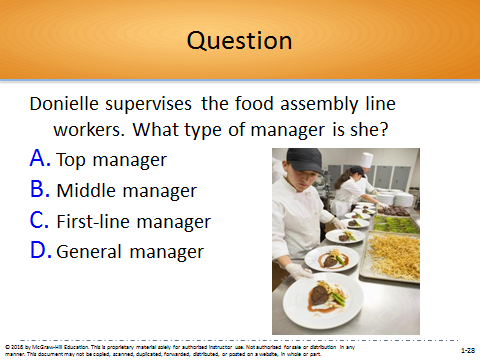 Question
Donielle supervises the food assembly line
workers. What type of manager is she?
A. Top manager
B. Middle manager
C. First-line manager
D. General manager
© 2016 by McGraw-Hill Education. This is proprietary material solely for authorized instructor use. Not authorized for sale or distribution in any
manner. This document may not be copied, scanned, duplicated, forwarded, distributed, or posted on a website, in whole or part.
1-28